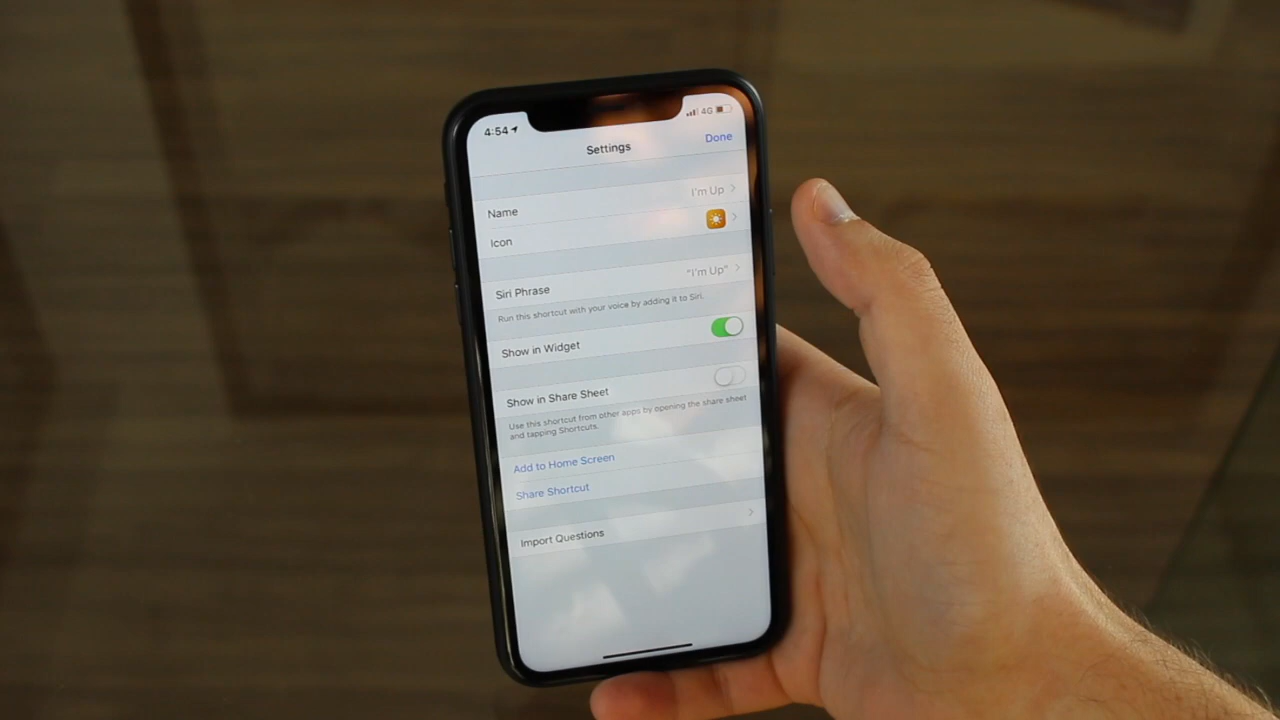 4:54
4G
Settings
Done
Name
I'm Up
Icon
Siri Phrase
"I'm Up"
Run this shortcut with your voice by adding it to Siri.
Show in Widget
Show in Share Sheet
Use this shortcut from other apps by opening the share sheet
and tapping Shortcuts.
Add to Home Screen
Share Shortcut
Import Questions